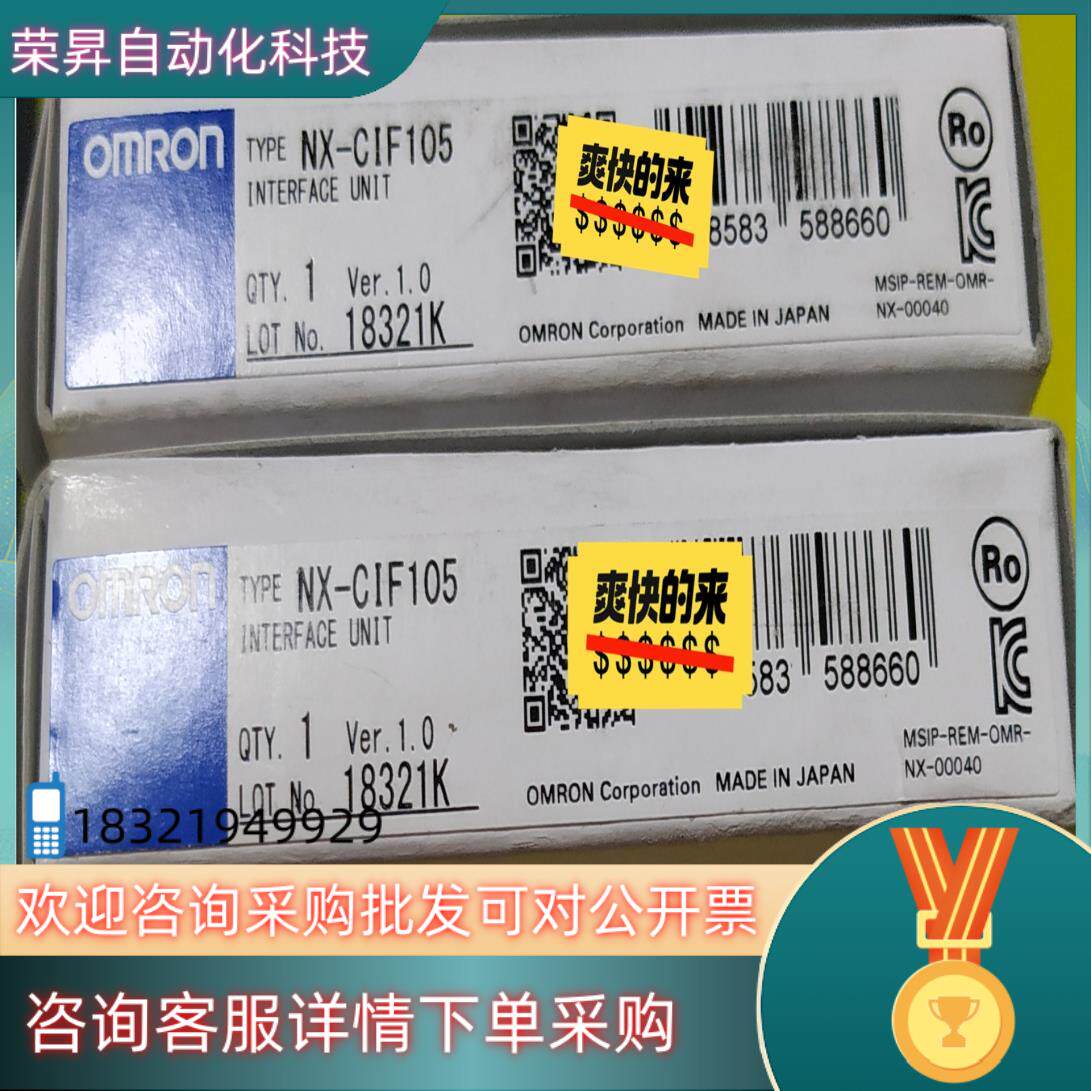 荣昇自动化科技
OMRON
TYPE NX-CIF105
INTERFACE UNIT
QTY. 1 Ver.1.0
LOT No. 18321K
爽快的来
$$$$$$
8583 588660
Ro
OMRON Corporation MADE IN JAPAN
MSIP-REM-OMR-
NX-00040
OMRON
TYPE NX-CIF105
INTERFACE UNIT
QTY. 1 Ver.1.0
LOT No. 18321K
爽快的来
$$$$$$
583 588660
Ro
OMRON Corporation MADE IN JAPAN
MSIP-REM-OMR-
NX-00040
18321949929
欢迎咨询采购批发可对公开票
咨询客服详情下单采购